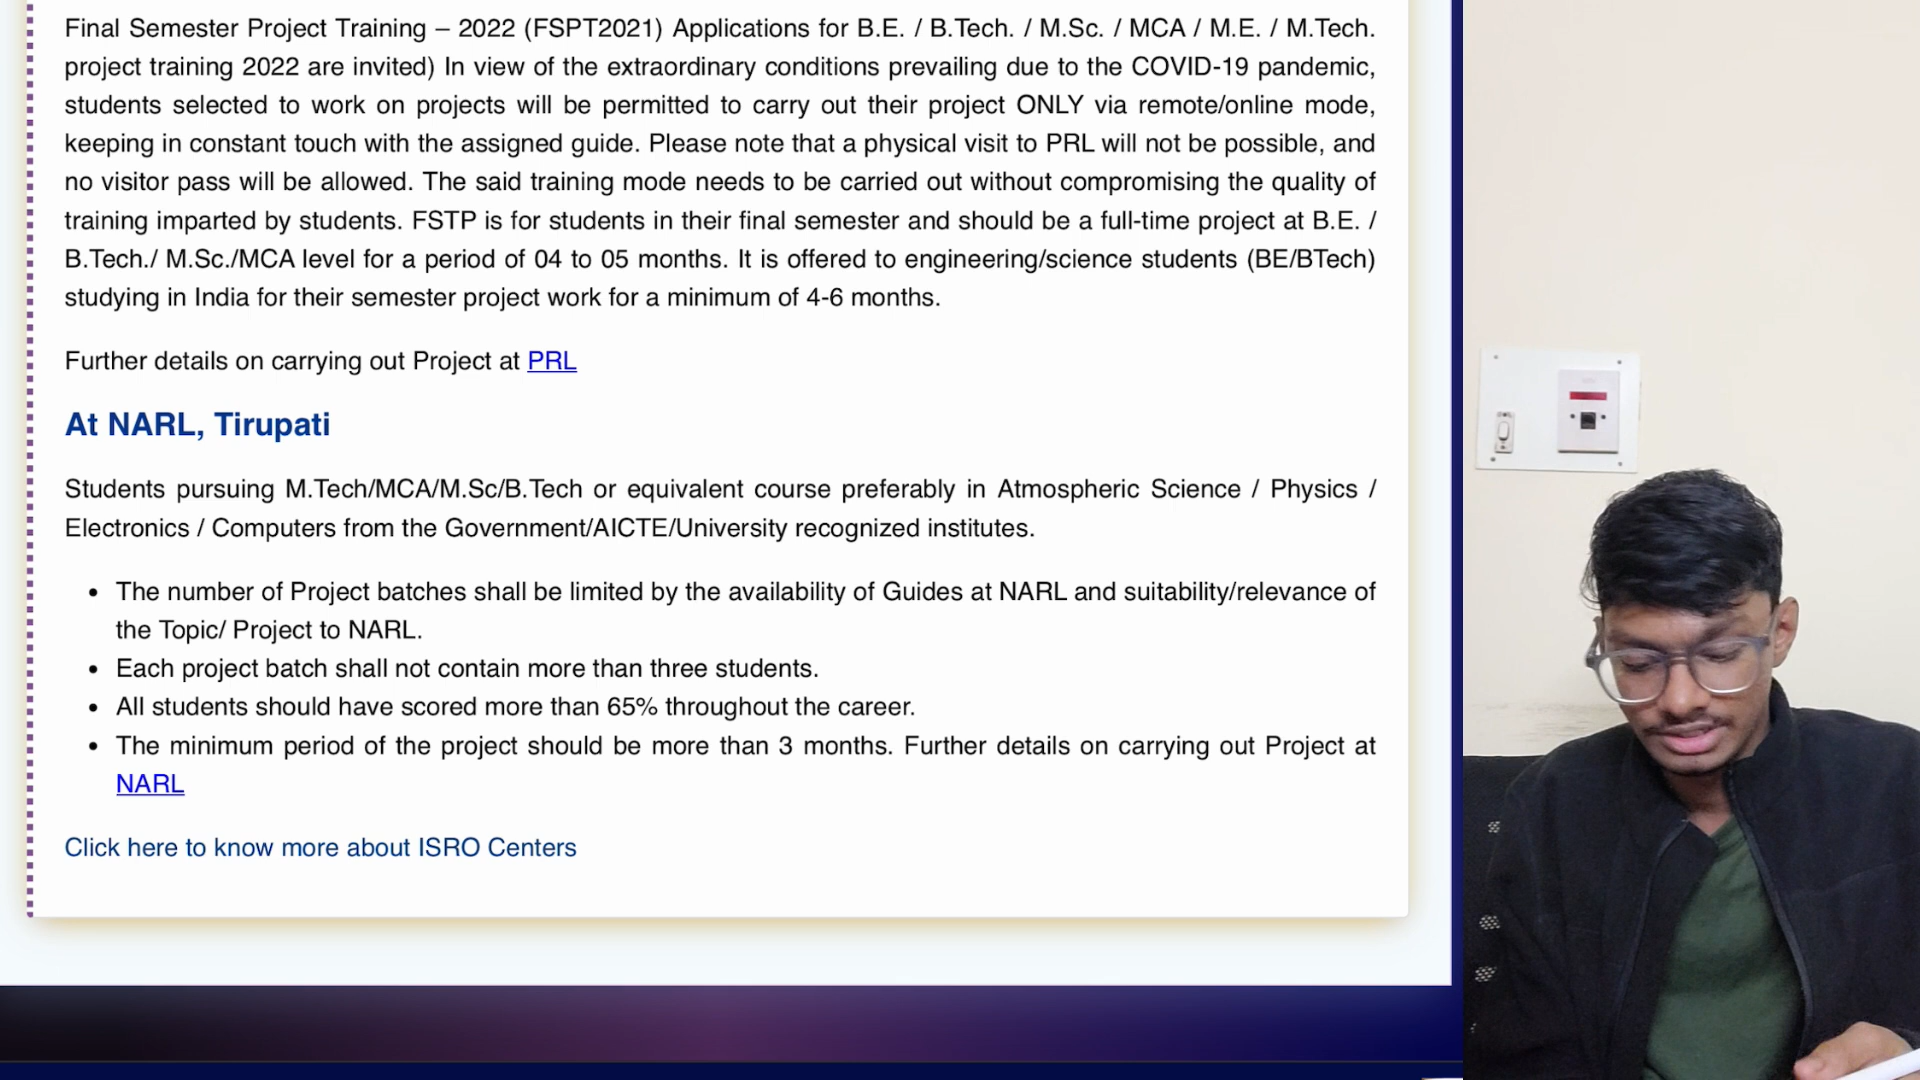 Final Semester Project Training – 2022 (FSPT2021) Applications for B.E. / B.Tech. / M.Sc. / MCA / M.E. / M.Tech.
project training 2022 are invited) In view of the extraordinary conditions prevailing due to the COVID-19 pandemic,
students selected to work on projects will be permitted to carry out their project ONLY via remote/online mode,
keeping in constant touch with the assigned guide. Please note that a physical visit to PRL will not be possible, and
no visitor pass will be allowed. The said training mode needs to be carried out without compromising the quality of
training imparted by students. FSTP is for students in their final semester and should be a full-time project at B.E. /
B.Tech./ M.Sc./MCA level for a period of 04 to 05 months. It is offered to engineering/science students (BE/BTech)
studying in India for their semester project work for a minimum of 4-6 months.
Further details on carrying out Project at PRL
At NARL, Tirupati
Students pursuing M.Tech/MCA/M.Sc/B.Tech or equivalent course preferably in Atmospheric Science / Physics /
Electronics / Computers from the Government/AICTE/University recognized institutes.
• The number of Project batches shall be limited by the availability of Guides at NARL and suitability/relevance of
the Topic/ Project to NARL.
• Each project batch shall not contain more than three students.
• All students should have scored more than 65% throughout the career.
• The minimum period of the project should be more than 3 months. Further details on carrying out Project at
NARL
Click here to know more about ISRO Centers